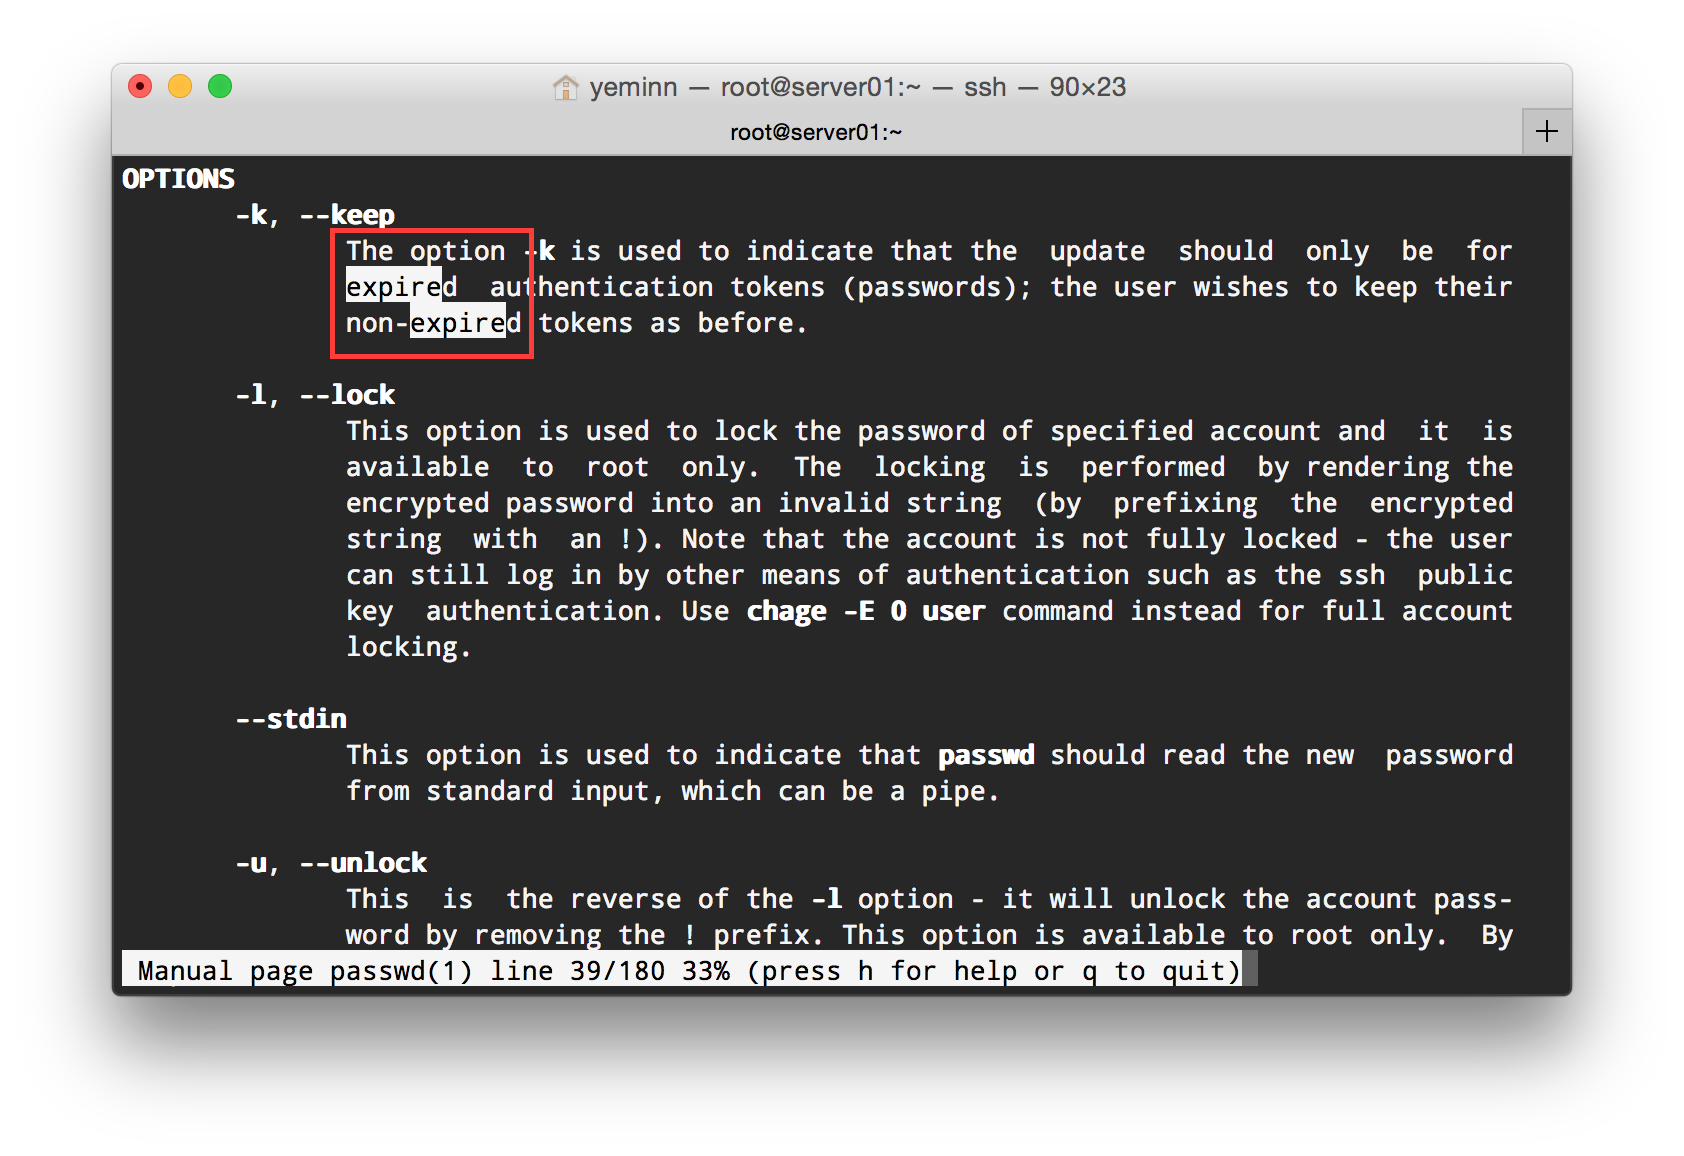 yeminn — root@server01:~ — ssh — 90×23
root@server01:~
+
OPTIONS
-k, --keep
The option -k is used to indicate that the  update  should  only  be  for
expired  authentication tokens (passwords); the user wishes to keep their
non-expired tokens as before.
-l, --lock
This option is used to lock the password of specified account and  it  is
available  to  root  only.  The  locking  is  performed  by rendering the
encrypted password into an invalid string  (by  prefixing  the  encrypted
string  with  an !). Note that the account is not fully locked - the user
can still log in by other means of authentication such as the ssh  public
key  authentication. Use chage -E 0 user command instead for full account
locking.
--stdin
This option is used to indicate that passwd should read the new  password
from standard input, which can be a pipe.
-u, --unlock
This  is  the reverse of the -l option - it will unlock the account pass-
word by removing the ! prefix. This option is available to root only.  By
Manual page passwd(1) line 39/180 33% (press h for help or q to quit)